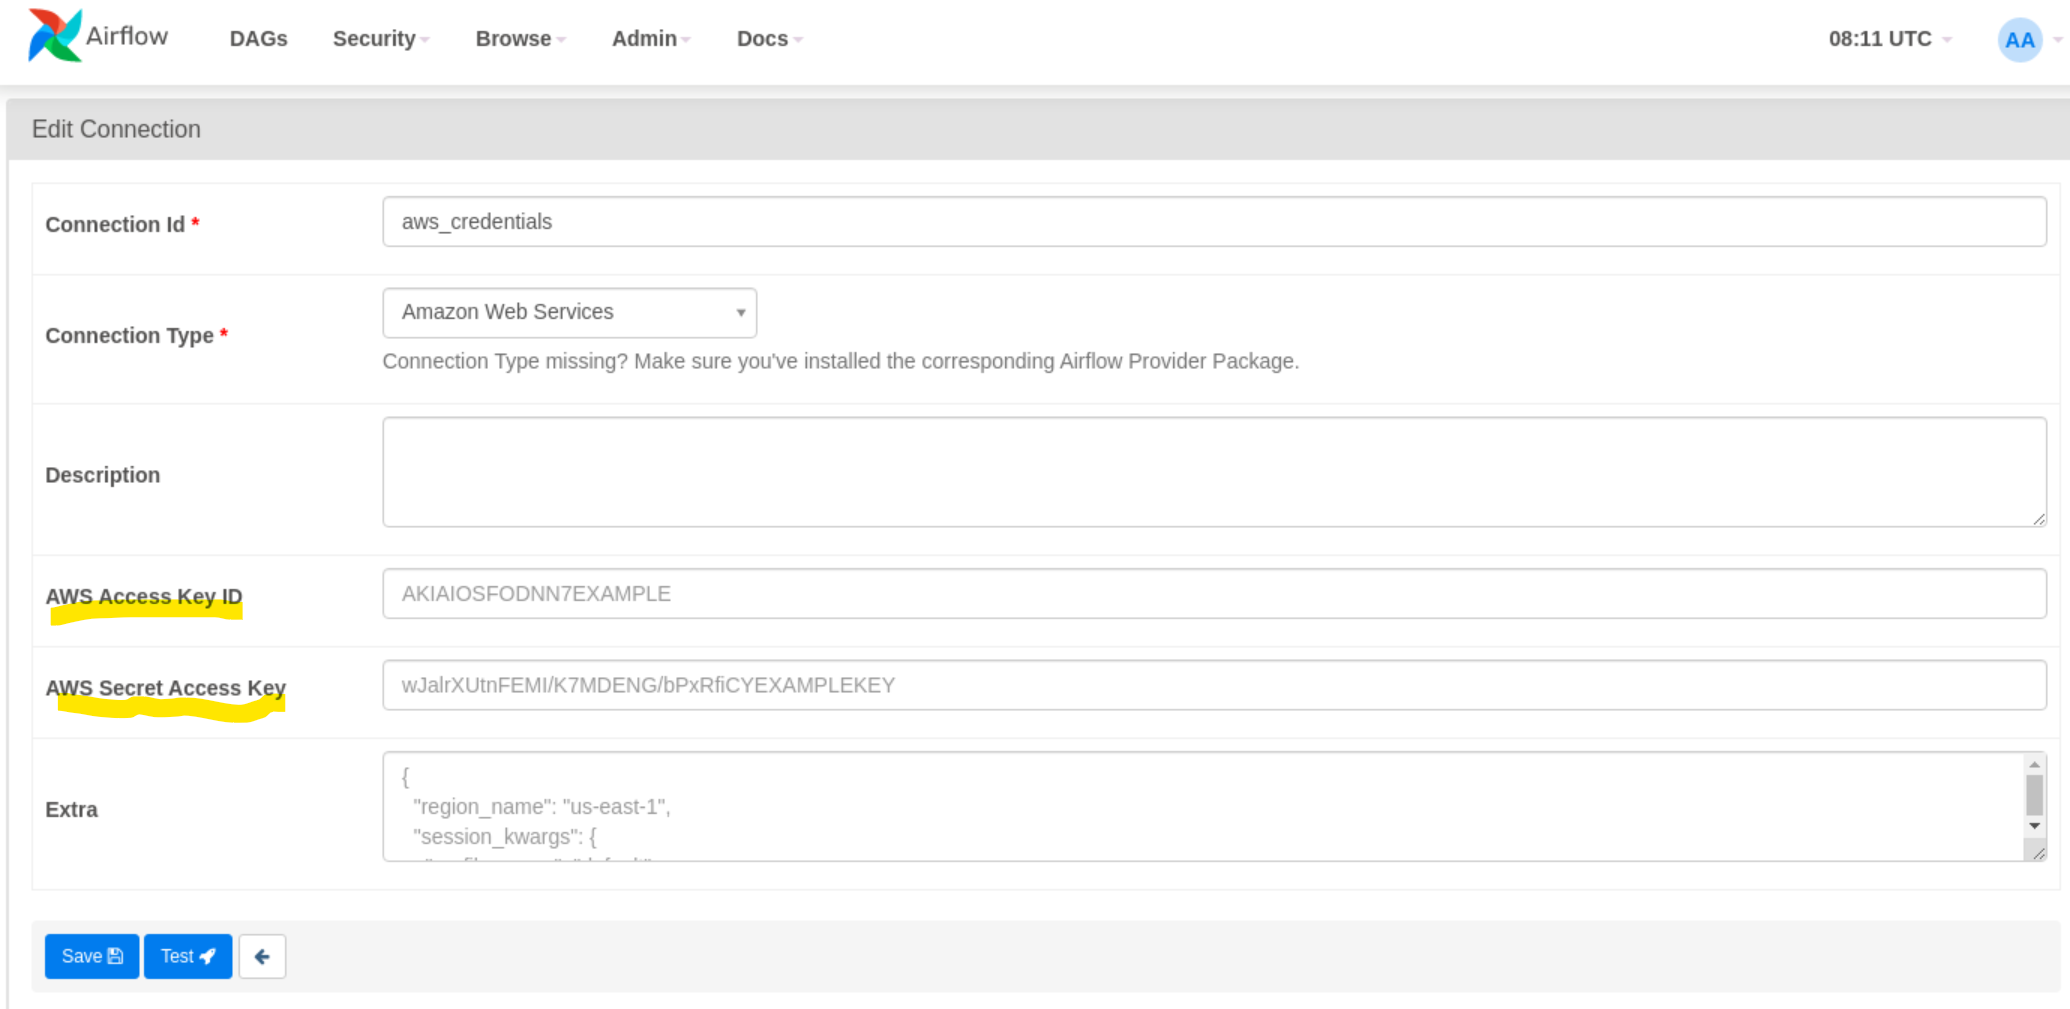 Airflow DAGs Security Browse Admin Docs 08:11 UTC AA
Edit Connection
Connection Id * aws_credentials
Connection Type * Amazon Web Services
Connection Type missing? Make sure you've installed the corresponding Airflow Provider Package.
Description
AWS Access Key ID AKIAIOSFODNN7EXAMPLE
AWS Secret Access Key wJalrXUtnFEMI/K7MDENG/bPxRfiCYEXAMPLEKEY
Extra
{
"region_name": "us-east-1",
"session_kwargs": {
Save Test